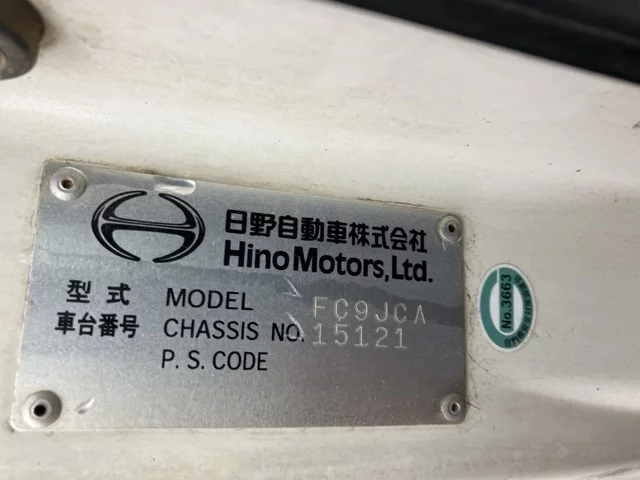 日野自動車株式会社
Hino Motors, Ltd.
型式 MODEL FC9JCA
車台番号 CHASSIS NO. 15121
P. S. CODE
No.3663